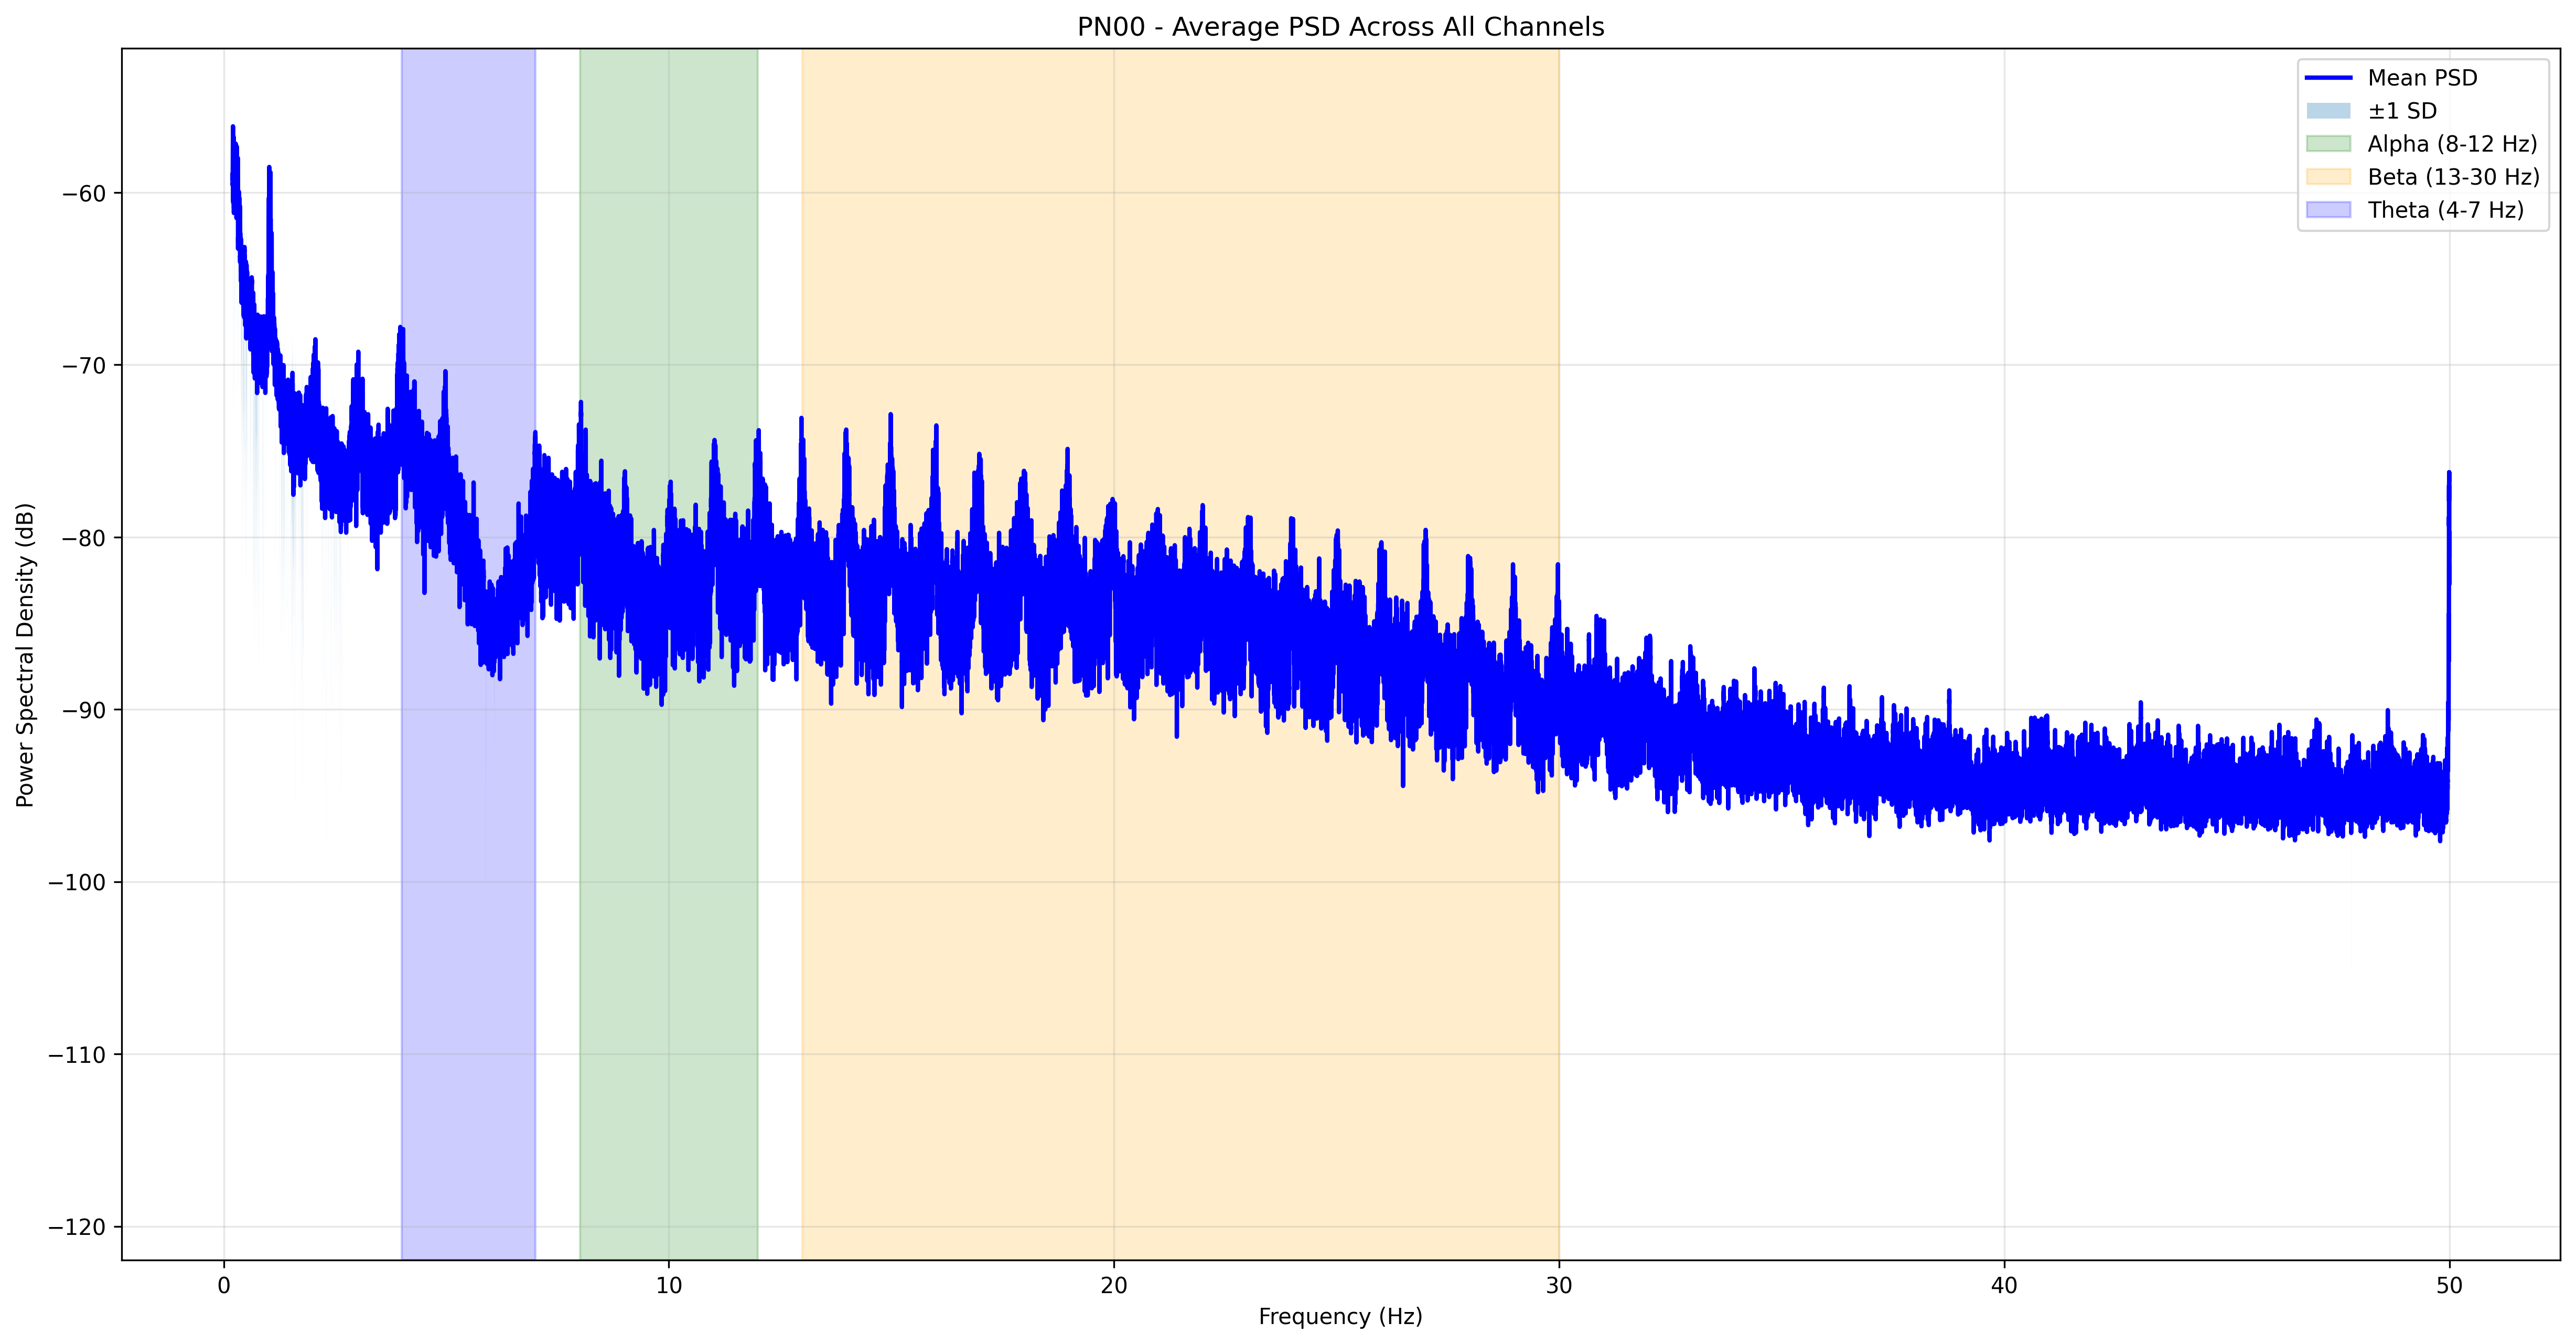 PN00 - Average PSD Across All Channels
Mean PSD
±1 SD
Alpha (8-12 Hz)
Beta (13-30 Hz)
Theta (4-7 Hz)
Power Spectral Density (dB)
−60
−70
−80
−90
−100
−110
−120
0
10
20
30
40
50
Frequency (Hz)